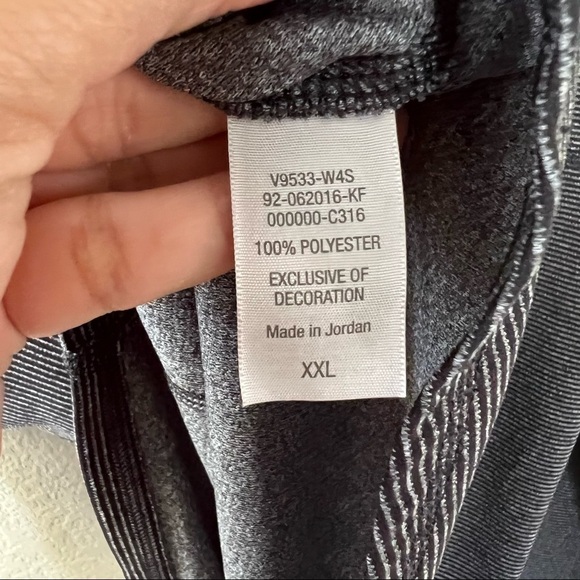 V9533-W4S
92-062016-KF
000000-C316
100% POLYESTER
EXCLUSIVE OF
DECORATION
Made in Jordan
XXL